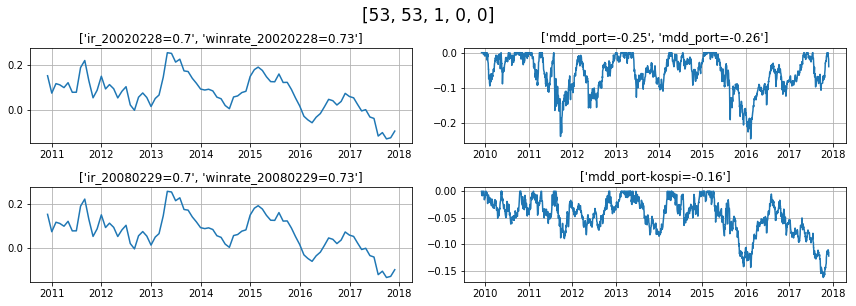 [53, 53, 1, 0, 0]
['ir_20020228=0.7', 'winrate_20020228=0.73']
0.2
0.0
2011 2012 2013 2014 2015 2016 2017 2018
['mdd_port=-0.25', 'mdd_port=-0.26']
0.0
−0.1
−0.2
2010 2011 2012 2013 2014 2015 2016 2017 2018
['ir_20080229=0.7', 'winrate_20080229=0.73']
0.2
0.0
2011 2012 2013 2014 2015 2016 2017 2018
['mdd_port-kospi=-0.16']
0.00
−0.05
−0.10
−0.15
2010 2011 2012 2013 2014 2015 2016 2017 2018